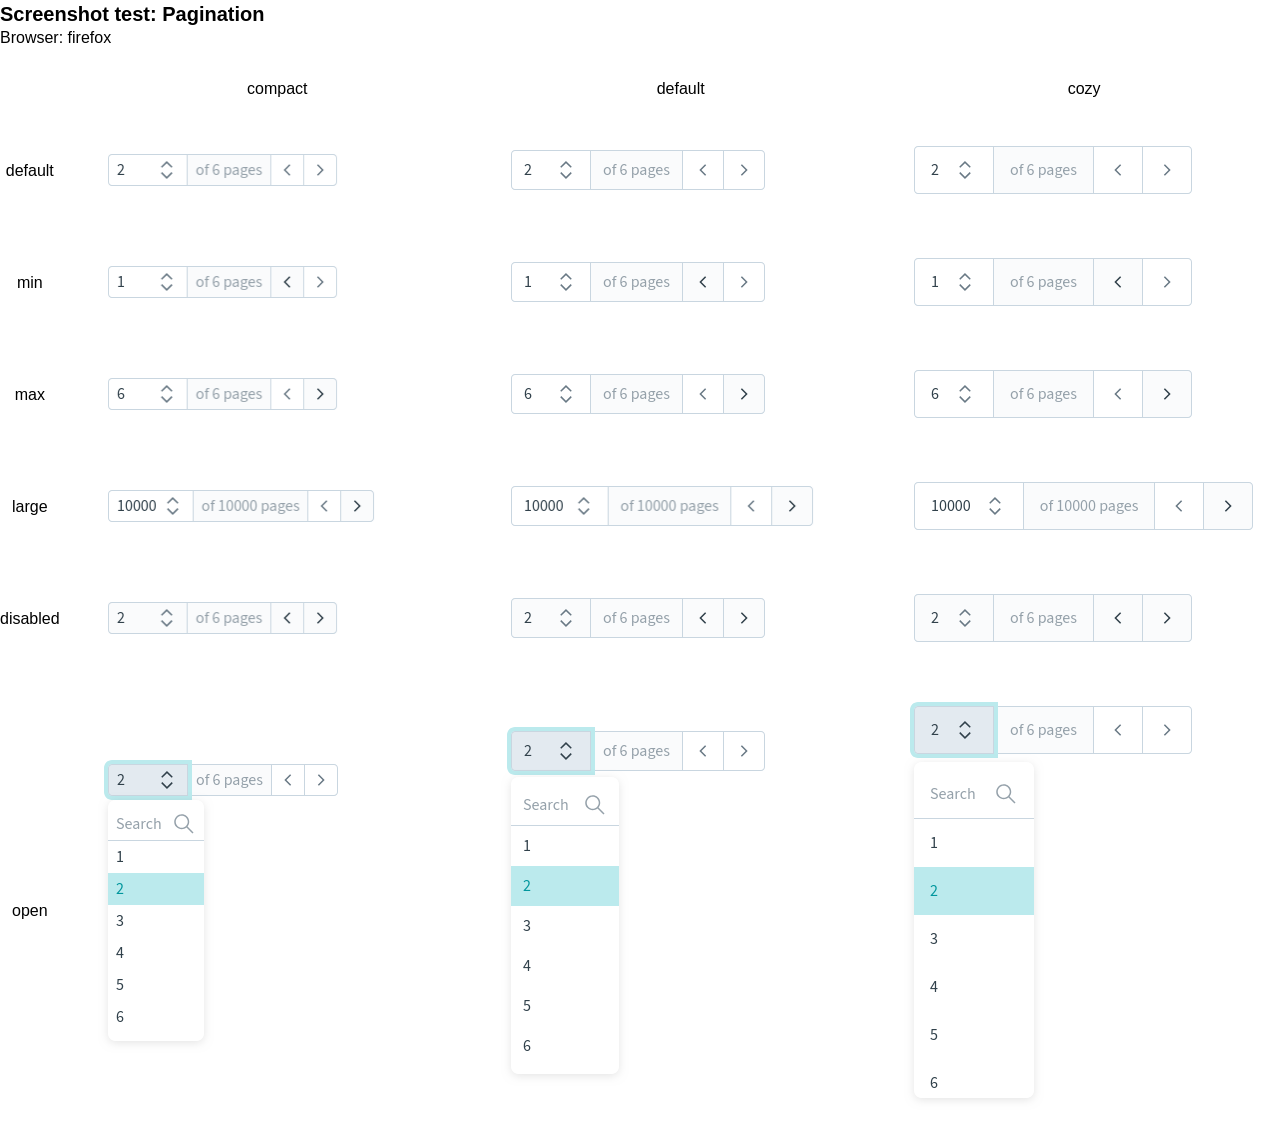 Screenshot test: Pagination
Browser: firefox
compact default cozy
default 2 of 6 pages 2 of 6 pages 2 of 6 pages
min 1 of 6 pages 1 of 6 pages 1 of 6 pages
max 6 of 6 pages 6 of 6 pages 6 of 6 pages
large 10000 of 10000 pages 10000 of 10000 pages 10000 of 10000 pages
disabled 2 of 6 pages 2 of 6 pages 2 of 6 pages
open
2 of 6 pages
Search
1
2
3
4
5
6
2 of 6 pages
Search
1
2
3
4
5
6
2 of 6 pages
Search
1
2
3
4
5
6